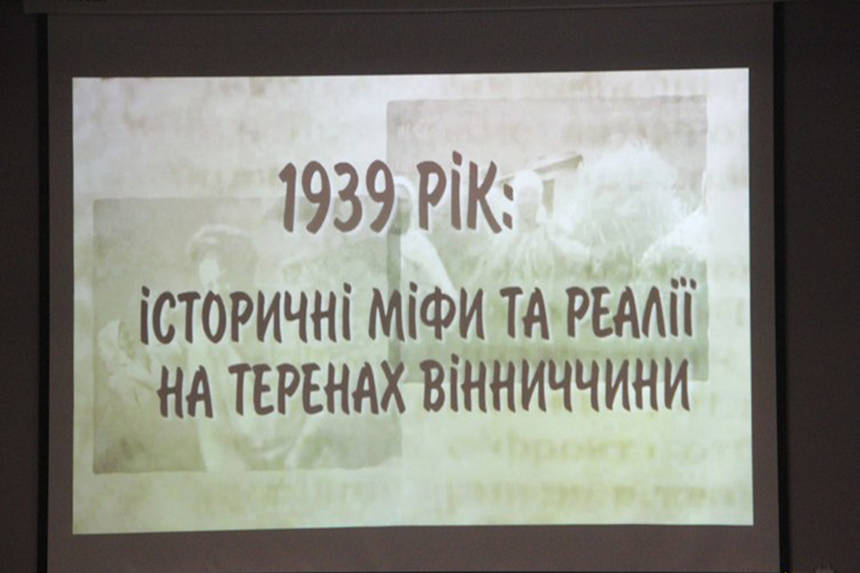 1939 РіК:
іСТОРИЧНі МіФИ ТА РЕАЛіЇ
НА ТЕРЕНАХ ВіННИЧЧИНИ